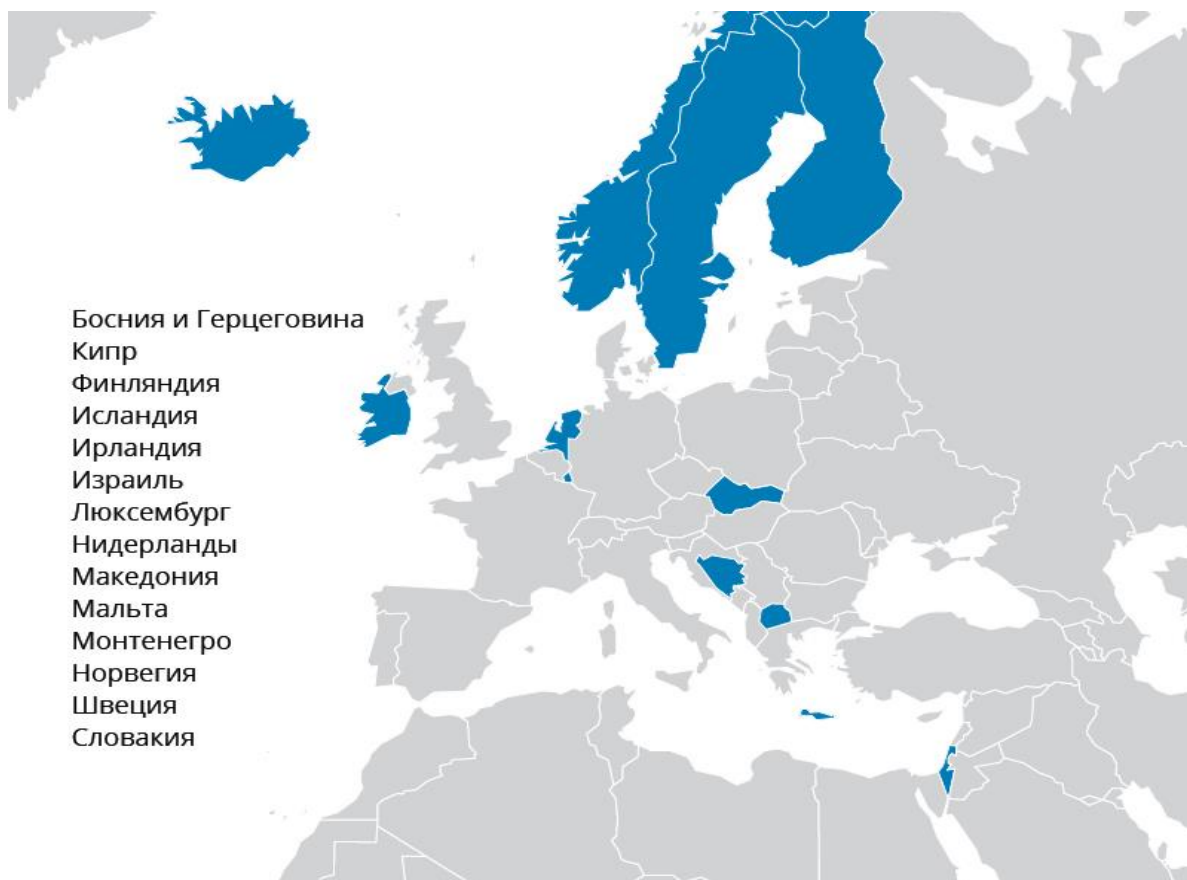 Босния и Герцеговина
Кипр
Финляндия
Исландия
Ирландия
Израиль
Люксембург
Нидерланды
Македония
Мальта
Монтенегро
Норвегия
Швеция
Словакия